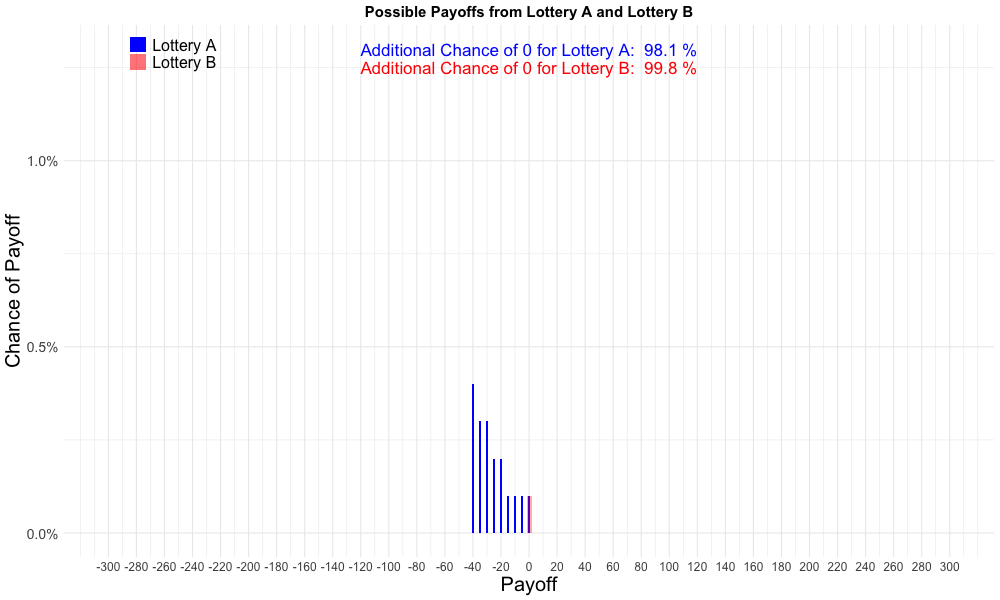 Possible Payoffs from Lottery A and Lottery B
Lottery A
Lottery B
Additional Chance of 0 for Lottery A:  98.1 %
Additional Chance of 0 for Lottery B:  99.8 %
Chance of Payoff
1.0%
0.5%
0.0%
-300 -280 -260 -240 -220 -200 -180 -160 -140 -120 -100 -80 -60 -40 -20 0 20 40 60 80 100 120 140 160 180 200 220 240 260 280 300
Payoff